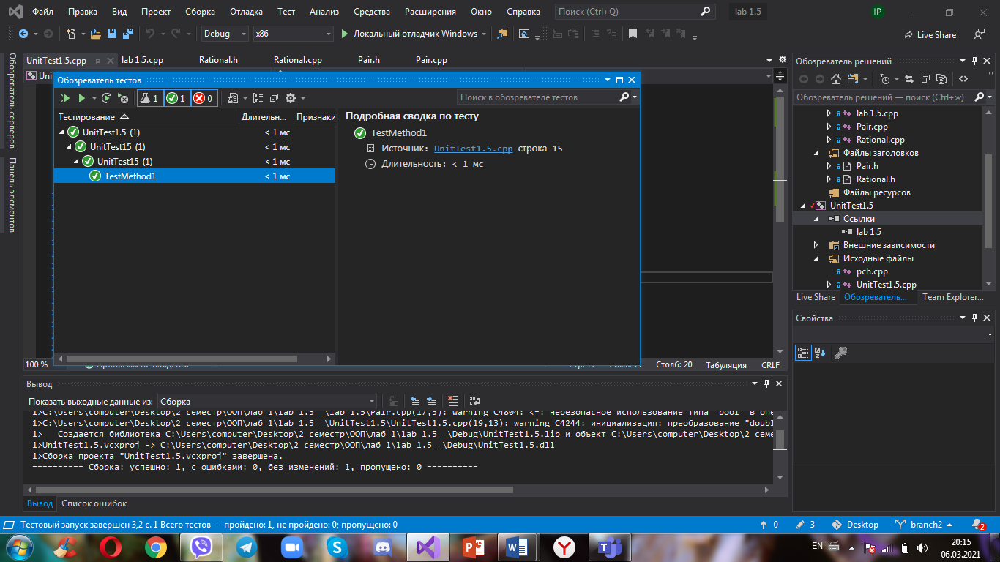 Файл Правка Вид Проект Сборка Отладка Тест Анализ Средства Расширения Окно Справка Поиск (Ctrl+Q) lab 1.5 IP
Debug x86 Локальный отладчик Windows Live Share
Обозреватель серверов
Панель элементов
UnitTest1.5.cpp lab 1.5.cpp Rational.h Rational.cpp Pair.h Pair.cpp
Обозреватель тестов
1 1 0 Поиск в обозревателе тестов
Тестирование Длительн... Признаки
UnitTest1.5 (1) < 1 мс
UnitTest15 (1) < 1 мс
UnitTest15 (1) < 1 мс
TestMethod1 < 1 мс
Подробная сводка по тесту
TestMethod1
Источник: UnitTest1.5.cpp строка 15
Длительность: < 1 мс
100 % Столб: 20 Табуляция CRLF
Обозреватель решений
Обозреватель решений — поиск (Ctrl+ж)
lab 1.5.cpp
Pair.cpp
Rational.cpp
Файлы заголовков
Pair.h
Rational.h
Файлы ресурсов
UnitTest1.5
Ссылки
lab 1.5
Внешние зависимости
Исходные файлы
pch.cpp
UnitTest1.5.cpp
Live Share Обозреватель... Team Explorer...
Свойства
Вывод
Показать выходные данные из: Сборка
1>C:\Users\computer\Desktop\2 семестр\ООП\лаб 1\lab 1.5 _\lab 1.5\Pair.cpp(17,5): warning C4804: <=: небезопасное использование типа "bool" в опе
1>C:\Users\computer\Desktop\2 семестр\ООП\лаб 1\lab 1.5 _\UnitTest1.5\UnitTest1.5.cpp(19,13): warning C4244: инициализация: преобразование "doubl
1> Создается библиотека C:\Users\computer\Desktop\2 семестр\ООП\лаб 1\lab 1.5 _\Debug\UnitTest1.5.lib и объект C:\Users\computer\Desktop\2 семе
1>UnitTest1.5.vcxproj -> C:\Users\computer\Desktop\2 семестр\ООП\лаб 1\lab 1.5 _\Debug\UnitTest1.5.dll
1>Сборка проекта "UnitTest1.5.vcxproj" завершена.
========== Сборка: успешно: 1, с ошибками: 0, без изменений: 1, пропущено: 0 ==========
Вывод Список ошибок
Тестовый запуск завершен 3,2 с. 1 Всего тестов — пройдено: 1, не пройдено: 0; пропущено: 0 0 3 Desktop branch2 2
EN 20:15
06.03.2021